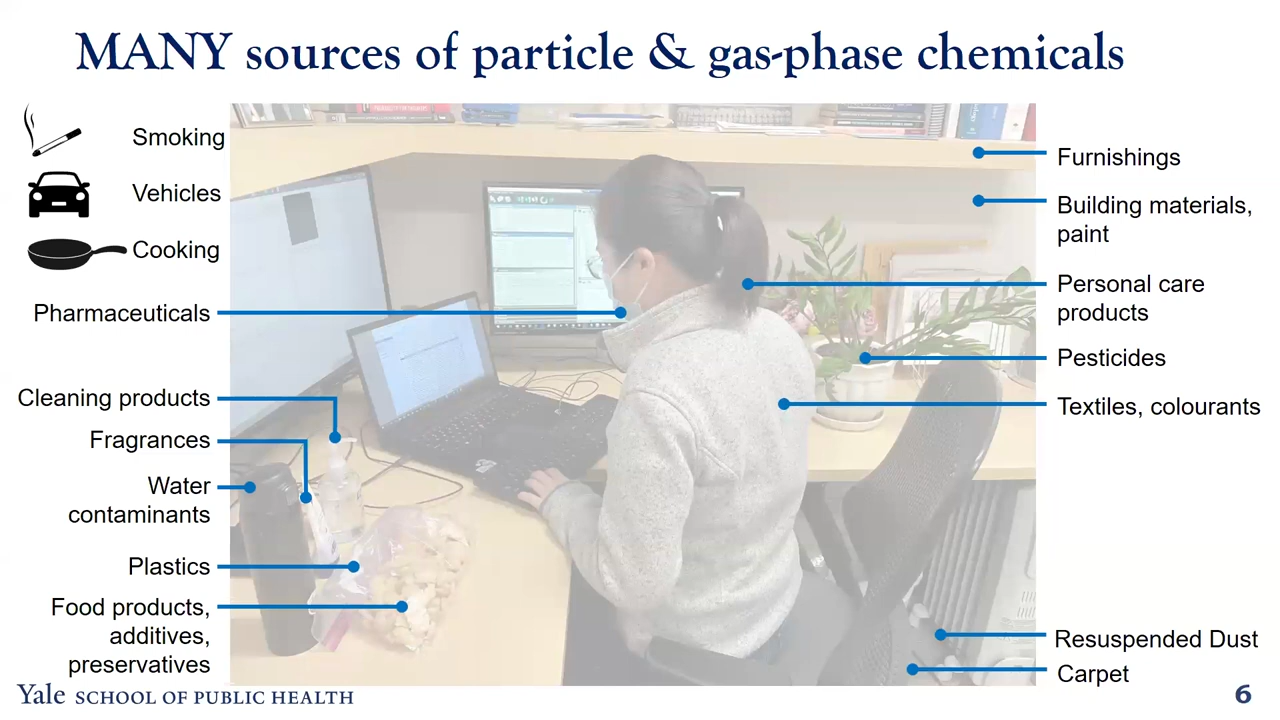 MANY sources of particle & gas-phase chemicals
Smoking
Vehicles
Cooking
Pharmaceuticals
Cleaning products
Fragrances
Water
contaminants
Plastics
Food products,
additives,
preservatives
Furnishings
Building materials,
paint
Personal care
products
Pesticides
Textiles, colourants
Resuspended Dust
Carpet
Yale SCHOOL OF PUBLIC HEALTH
6